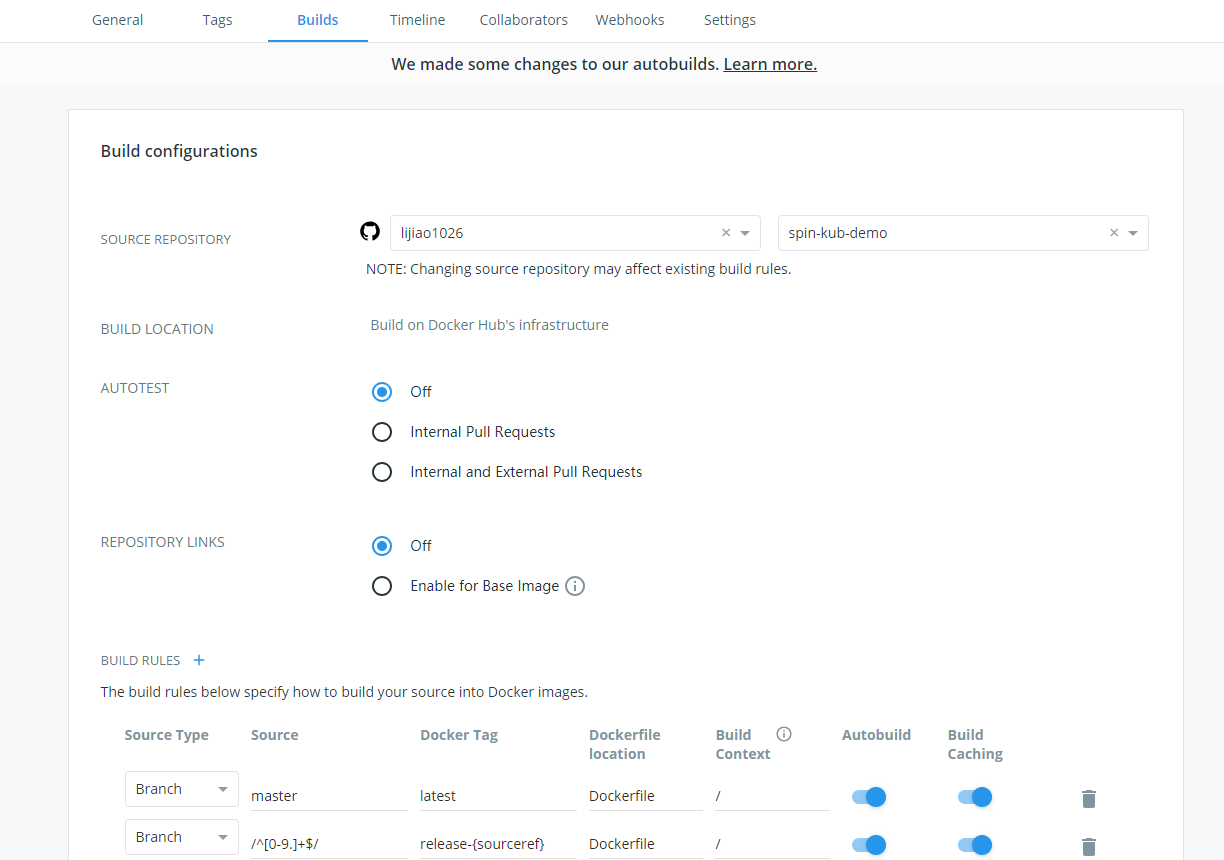 General Tags Builds Timeline Collaborators Webhooks Settings
We made some changes to our autobuilds. Learn more.
Build configurations
SOURCE REPOSITORY lijiao1026 × spin-kub-demo ×
NOTE: Changing source repository may affect existing build rules.
BUILD LOCATION Build on Docker Hub's infrastructure
AUTOTEST Off
Internal Pull Requests
Internal and External Pull Requests
REPOSITORY LINKS Off
Enable for Base Image
BUILD RULES +
The build rules below specify how to build your source into Docker images.
Source Type Source Docker Tag Dockerfile location Build Context Autobuild Build Caching
Branch master latest Dockerfile /
Branch /^[0-9.]+$/ release-{sourceref} Dockerfile /